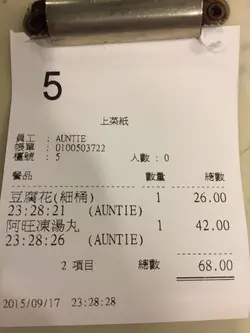 5
上菜紙
員工 : AUNTIE
帳單 : 0100503722
檯號 : 5 人數 : 0
餐品 數量 總數
豆腐花(細桶) 1 26.00
23:28:21 (AUNTIE)
阿旺凍湯丸 1 42.00
23:28:26 (AUNTIE)
2 項目 總數 68.00
2015/09/17 23:28:28